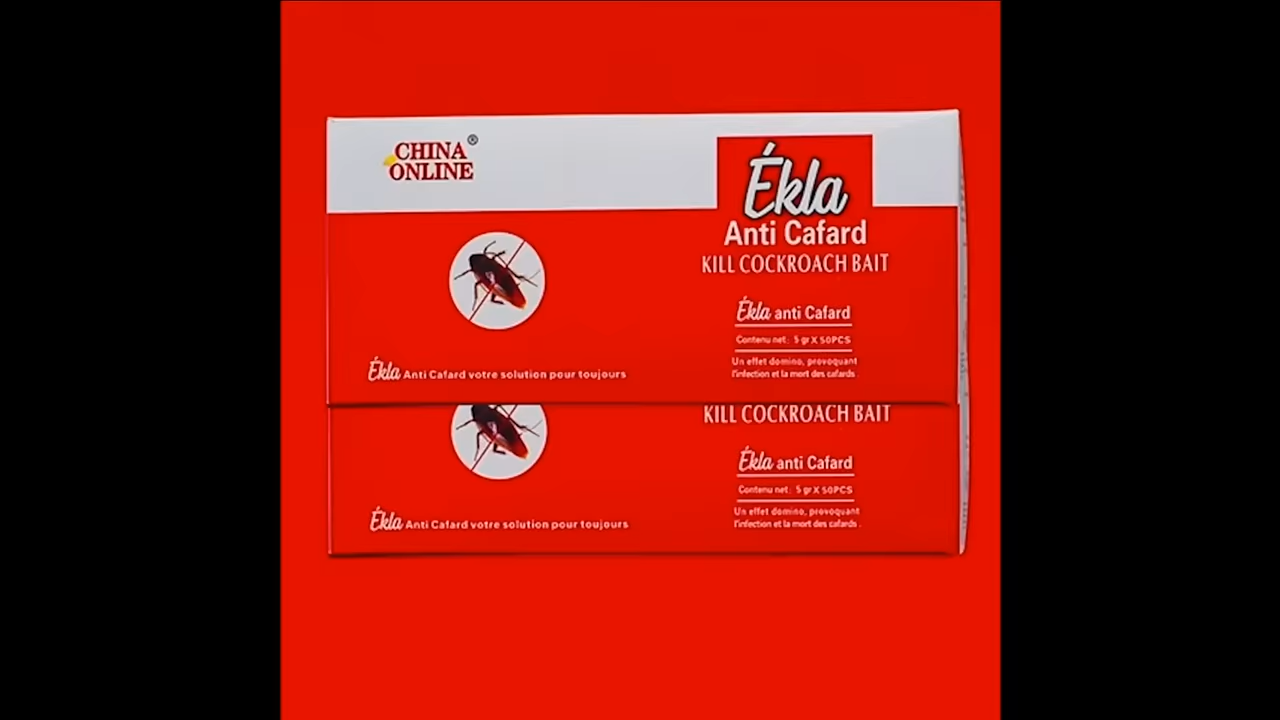 CHINA ®
ONLINE
Ékla
Anti Cafard
KILL COCKROACH BAIT
Ékla anti Cafard
Contenu net: 5 gr X 50PCS
Un effet domino, provoquant
l'infection et la mort des cafards.
Ékla Anti Cafard votre solution pour toujours
KILL COCKROACH BAIT
Ékla anti Cafard
Contenu net: 5 gr X 50PCS
Un effet domino, provoquant
l'infection et la mort des cafards.
Ékla Anti Cafard votre solution pour toujours